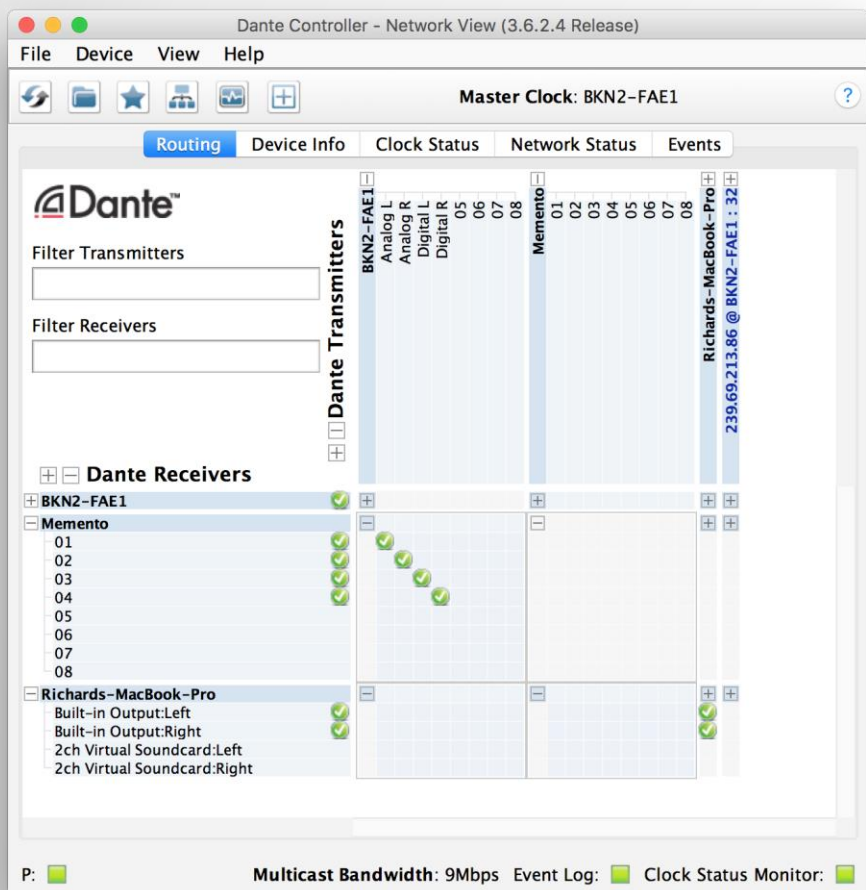 Dante Controller - Network View (3.6.2.4 Release)
File Device View Help
Master Clock: BKN2-FAE1
?
Routing Device Info Clock Status Network Status Events
Dante™
Filter Transmitters
Filter Receivers
Dante Transmitters
BKN2-FAE1
Analog L
Analog R
Digital L
Digital R
05
06
07
08
Memento
01
02
03
04
05
06
07
08
Richards-MacBook-Pro
239.69.213.86 @ BKN2-FAE1 : 32
Dante Receivers
BKN2-FAE1
Memento
01
02
03
04
05
06
07
08
Richards-MacBook-Pro
Built-in Output:Left
Built-in Output:Right
2ch Virtual Soundcard:Left
2ch Virtual Soundcard:Right
P: Multicast Bandwidth: 9Mbps Event Log: Clock Status Monitor: